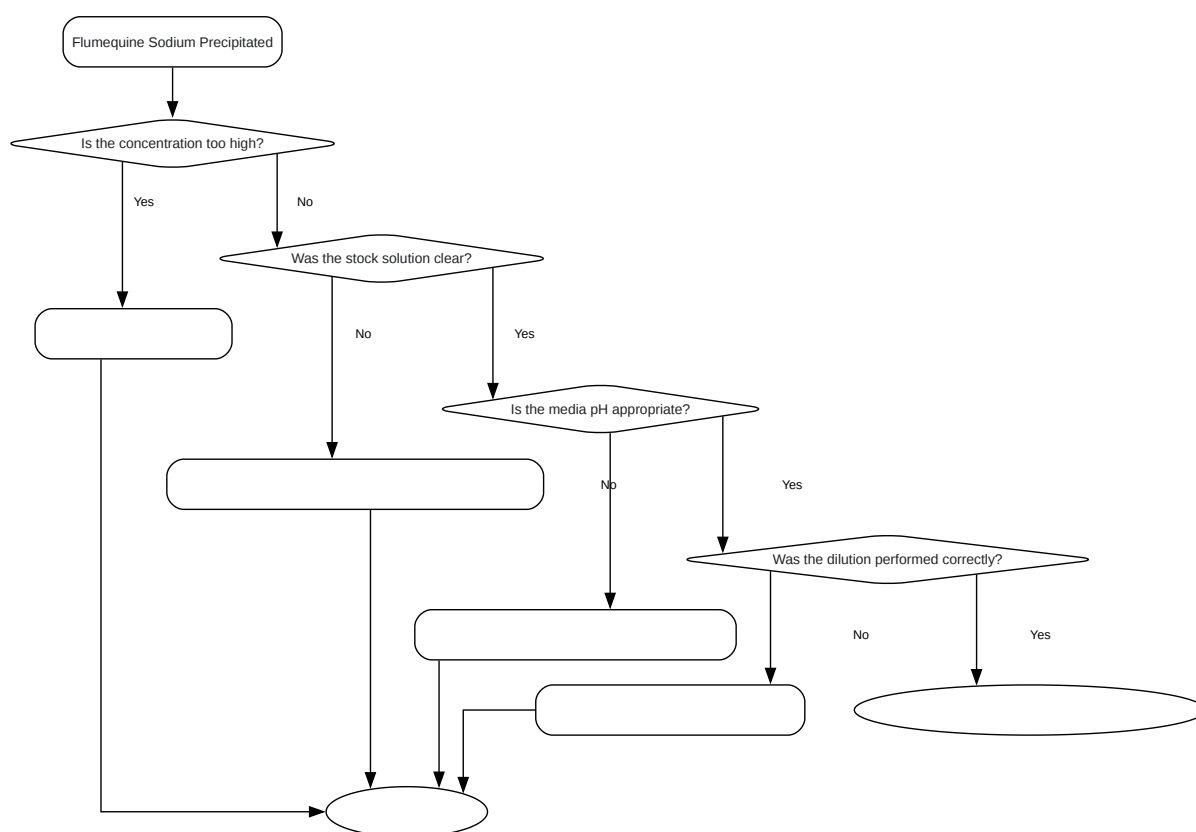 Flumequine Sodium Precipitated
Is the concentration too high?
Yes
No
Was the stock solution clear?
No
Yes
Is the media pH appropriate?
No
Yes
Was the dilution performed correctly?
No
Yes